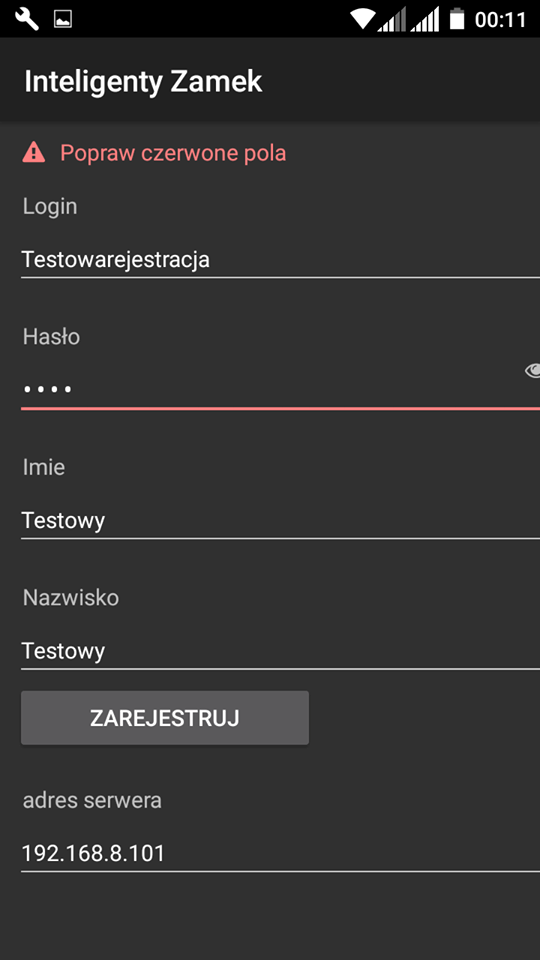 00:11
Inteligenty Zamek
Popraw czerwone pola
Login
Testowarejestracja
Hasło
••••
Imie
Testowy
Nazwisko
Testowy
ZAREJESTRUJ
adres serwera
192.168.8.101